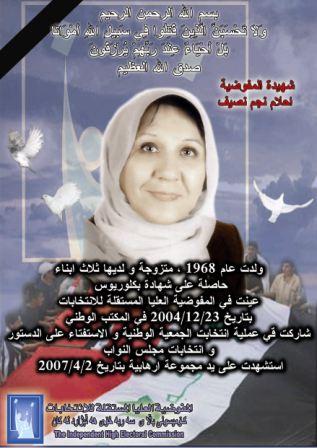 بسم الله الرحمن الرحيم
ولا تحسبن الذين قتلوا في سبيل الله أمواتا
بل أحياء عند ربهم يرزقون
صدق الله العظيم
شهيدة المفوضية
احلام نجم نصيف
ولدت عام 1968 ، متزوجة و لديها ثلاث ابناء
حاصلة على شهادة بكلوريوس
عينت في المفوضية العليا المستقلة للانتخابات
بتاريخ 2004/12/23 في المكتب الوطني
شاركت في عملية انتخابت الجمعية الوطنية و الاستفتاء على الدستور
و انتخابات مجلس النواب
استشهدت على يد مجموعة ارهابية بتاريخ 2007/4/2
المفوضية العليا المستقلة للانتخابات
The Independent High Electoral Commission